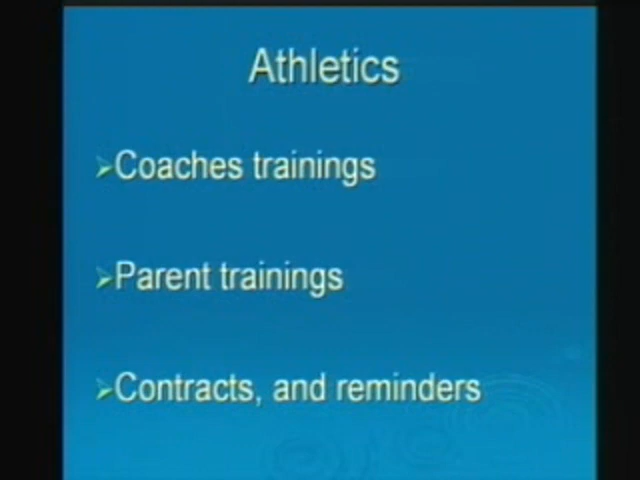 Athletics
Coaches trainings
Parent trainings
Contracts, and reminders